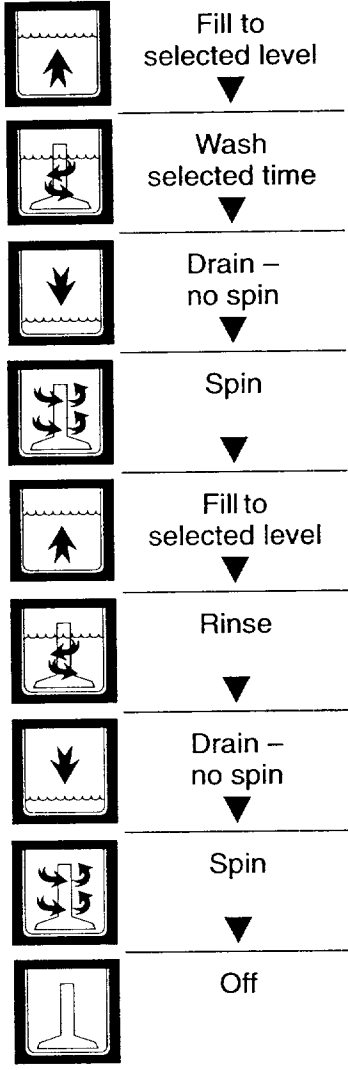 Fill to
selected level
Wash
selected time
Drain –
no spin
Spin
Fill to
selected level
Rinse
Drain –
no spin
Spin
Off